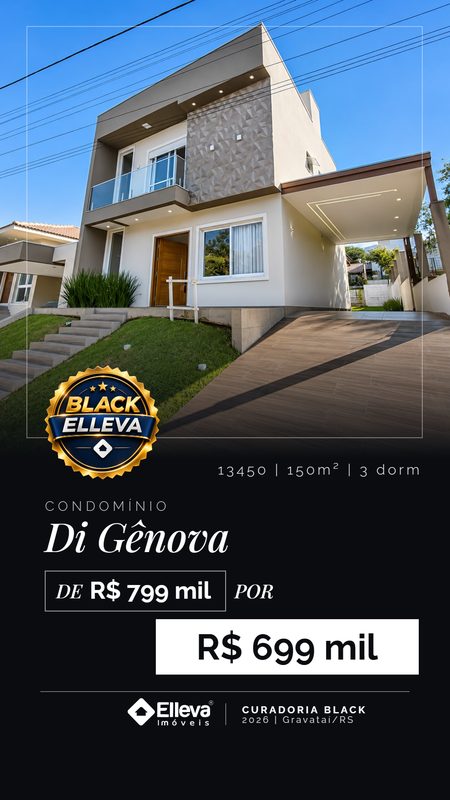 BLACK
ELLEVA
13450 | 150m² | 3 dorm
CONDOMÍNIO
Di Gênova
DE R$ 799 mil POR
R$ 699 mil
Elleva®
Imóveis
CURADORIA BLACK
2026 | Gravataí/RS